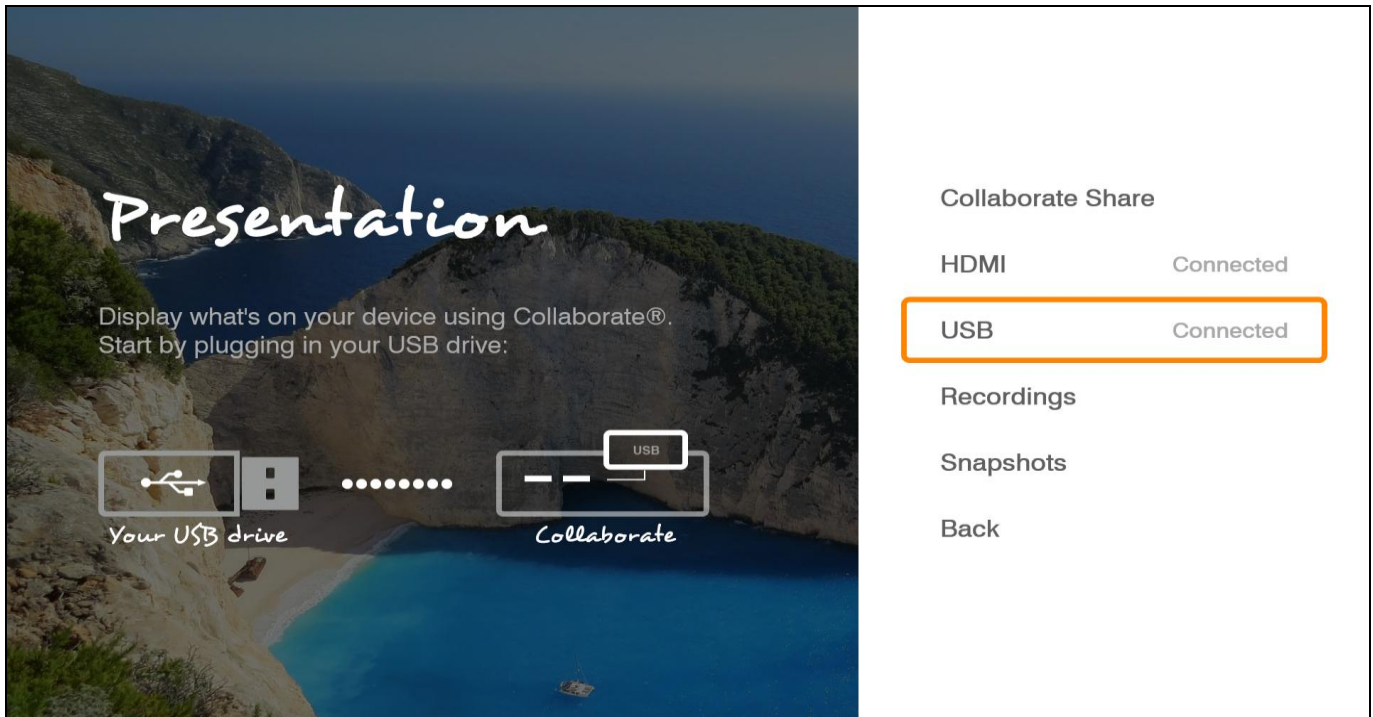 Presentation
Display what's on your device using Collaborate®.
Start by plugging in your USB drive:
USB
Your USB drive
Collaborate
Collaborate Share
HDMI Connected
USB Connected
Recordings
Snapshots
Back